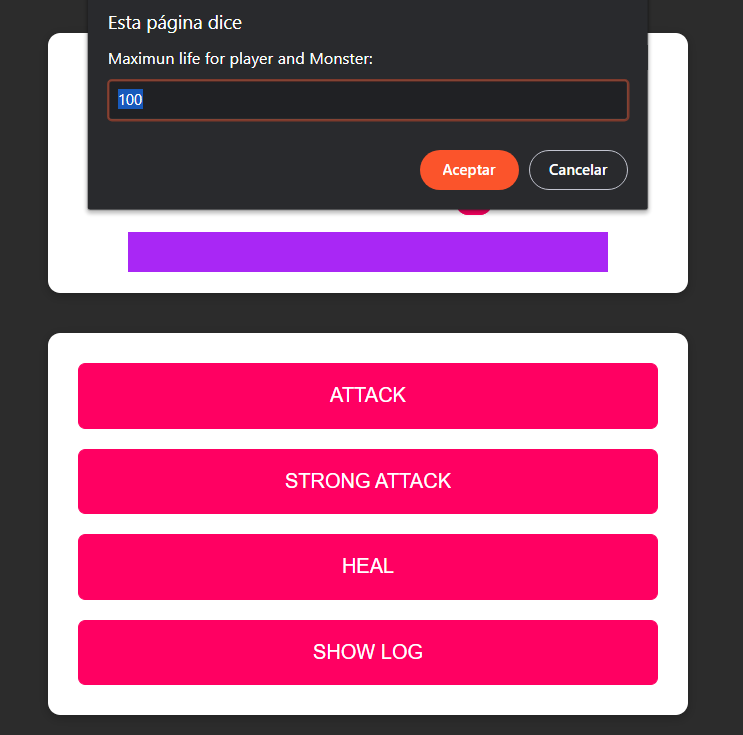 Esta página dice
Maximun life for player and Monster:
100
Aceptar Cancelar
ATTACK
STRONG ATTACK
HEAL
SHOW LOG